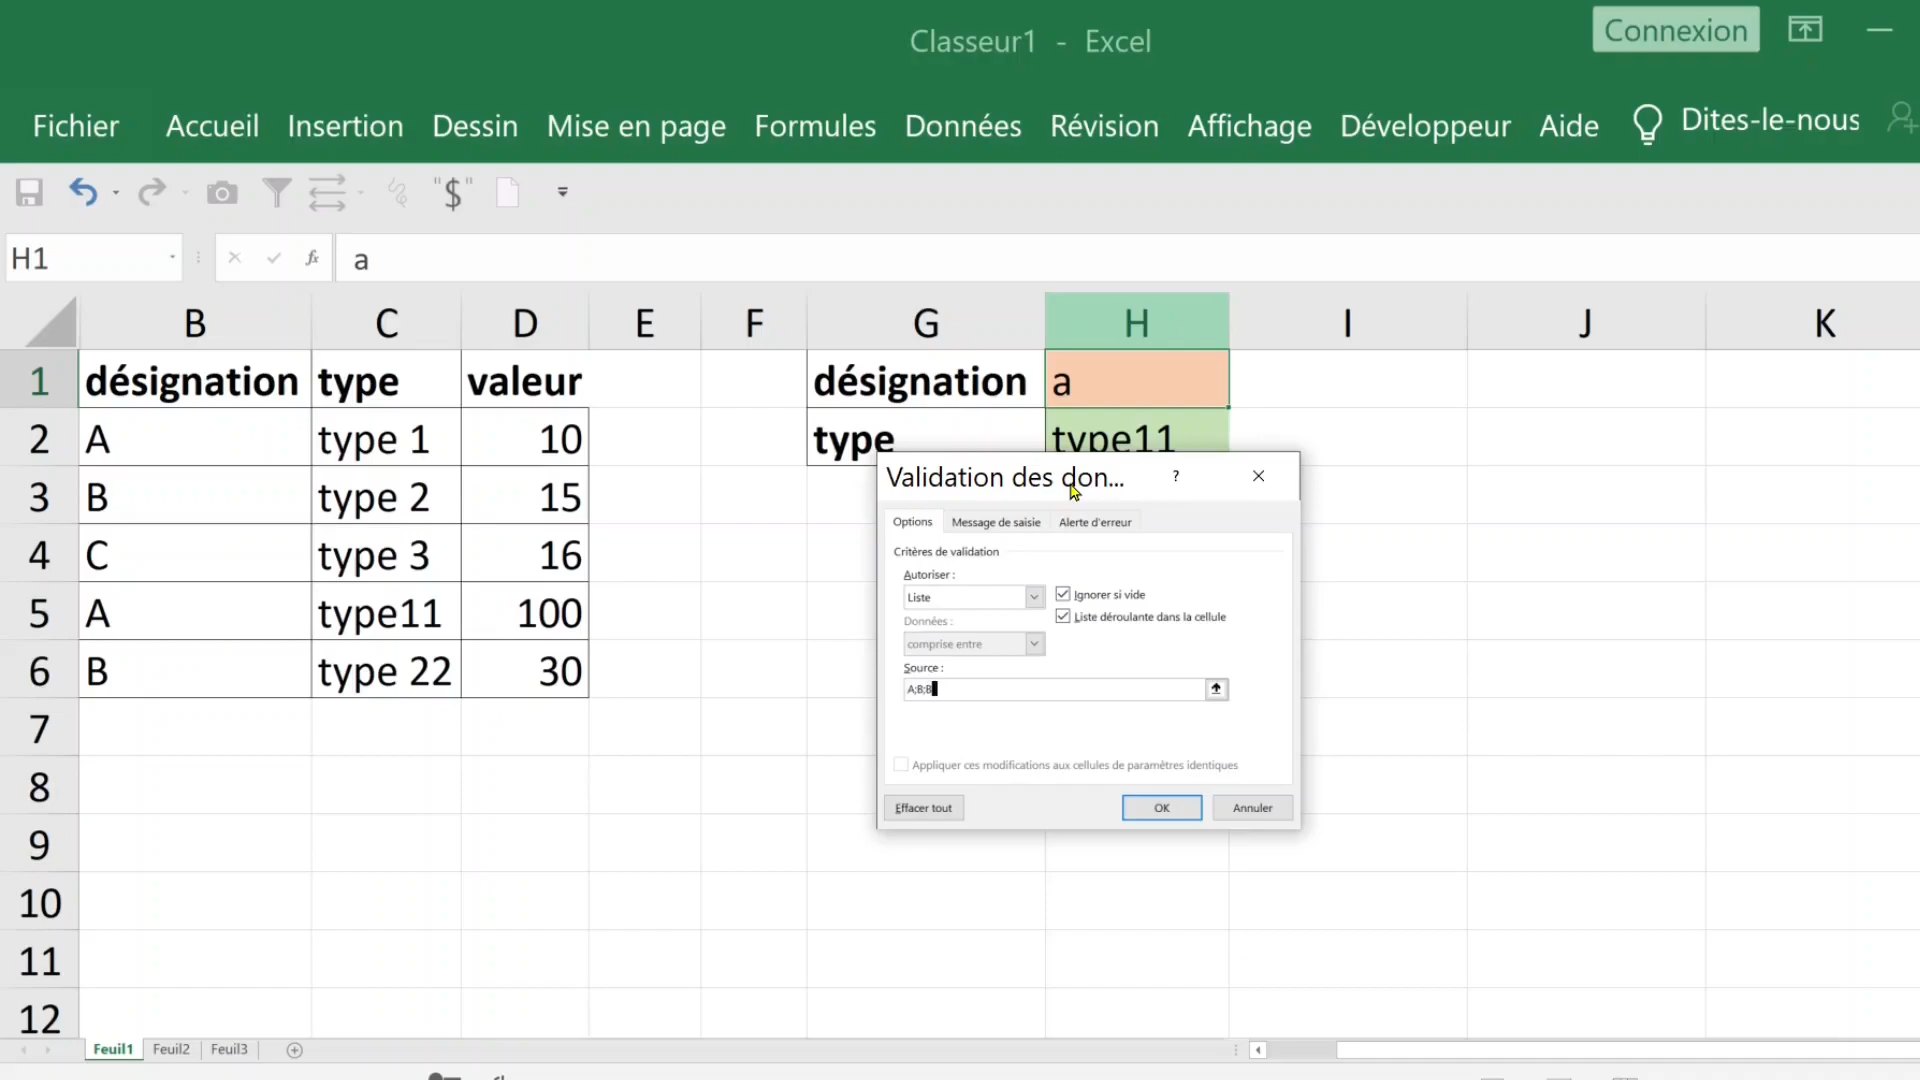 Classeur1 - Excel
Connexion
Fichier Accueil Insertion Dessin Mise en page Formules Données Révision Affichage Développeur Aide Dites-le-nous
"$"
H1 fx a
B C D E F G H I J K
1 désignation type valeur désignation a
2 A type 1 10 type type11
3 B type 2 15
4 C type 3 16
5 A type11 100
6 B type 22 30
7
8
9
10
11
12
Validation des don... ?
Options Message de saisie Alerte d'erreur
Critères de validation
Autoriser :
Liste
Ignorer si vide
Données :
Liste déroulante dans la cellule
comprise entre
Source :
A;B;B
Appliquer ces modifications aux cellules de paramètres identiques
Effacer tout OK Annuler
Feuil1 Feuil2 Feuil3